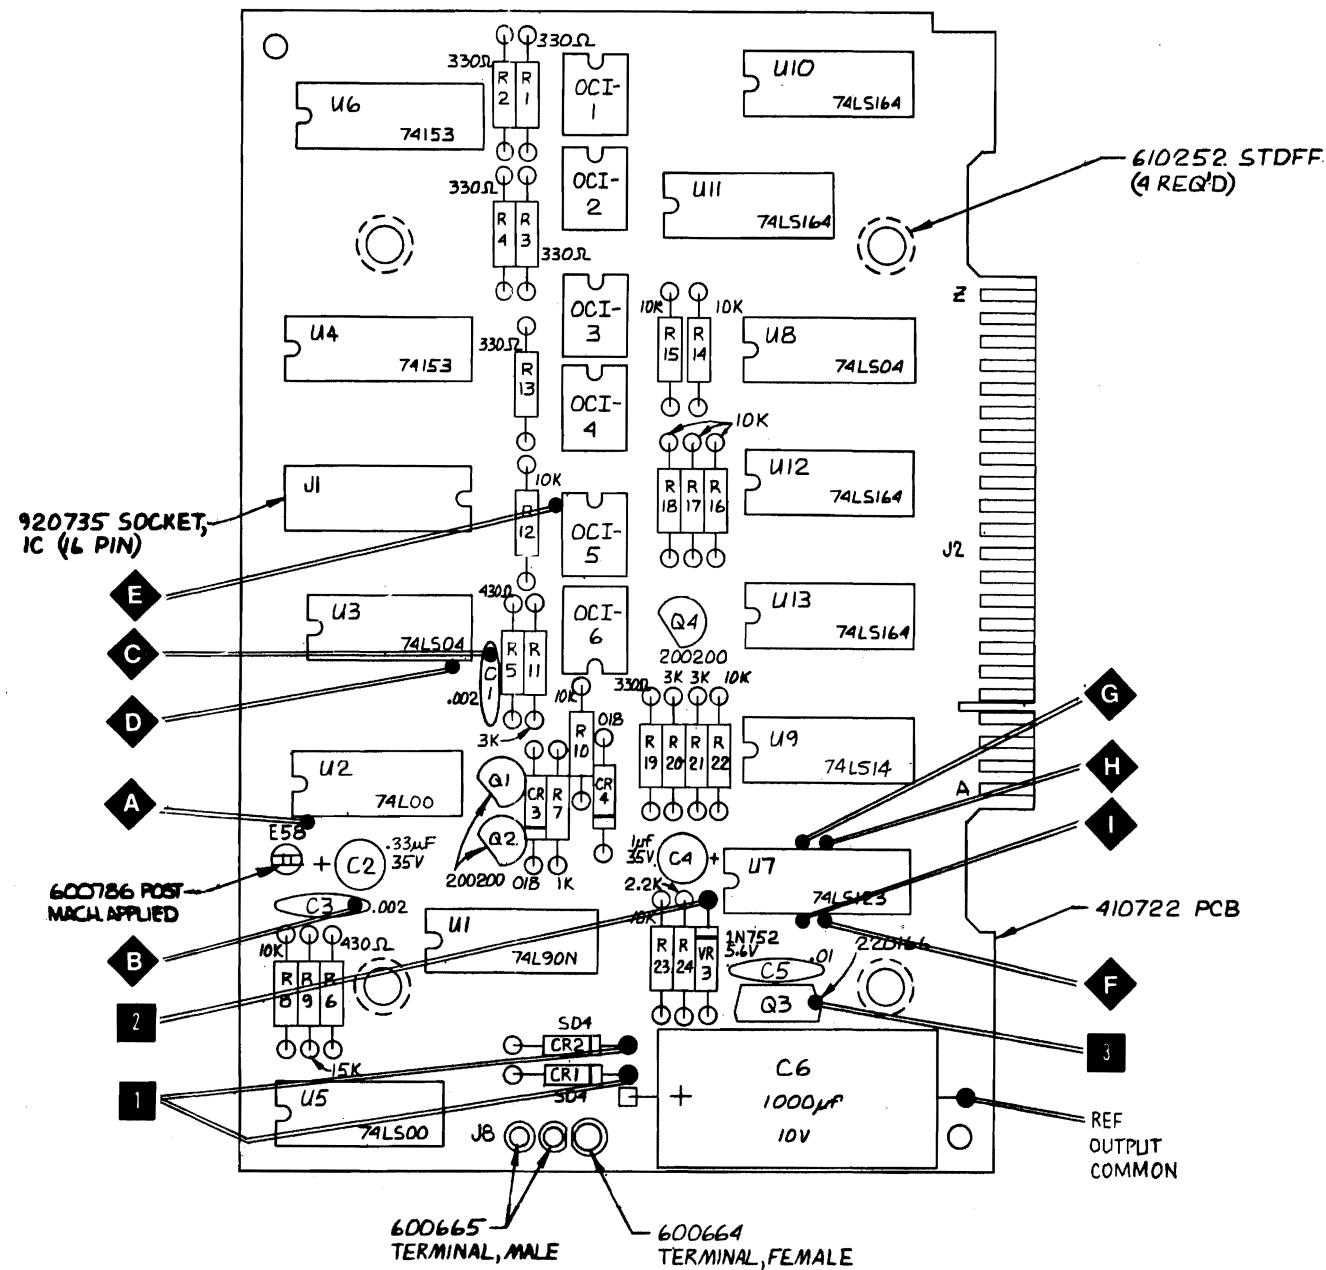 330Ω
330Ω
R 2
R 1
OCI-1
U10
74LS164
U6
74153
610252 STDFF
(4 REQ'D)
330Ω
R 4
R 3
330Ω
OCI-2
U11
74LS164
Z
10K
10K
OCI-3
R 15
R 14
U8
74LS04
U4
74153
330Ω
R 13
OCI-4
10K
J1
10K
R 12
R 18
R 17
R 16
U12
74LS164
920735 SOCKET,
IC (16 PIN)
OCI-5
J2
E
U3
74LS04
430Ω
R 5
R 11
OCI-6
Q4
200200
U13
74LS164
C
C 1
.002
D
3K
10K
R 10
018
330Ω
3K
3K
10K
R 19
R 20
R 21
R 22
U9
74LS14
G
U2
74L00
Q1
CR 3
R 7
CR 4
A
H
A
E58
.33µF
35V
+
C2
Q2
200200
018
1K
1µf
35V
C4
+
U7
74LS123
I
600786 POST
MACH. APPLIED
C3
.002
2.2K
10K
410722 PCB
B
10K
430Ω
R 8
R 9
R 6
U1
74L90N
R 23
R 24
VR 3
1N752
5.6V
C5
.01
220166
F
2
Q3
3
15K
SD4
CR2
CR1
SD4
1
U5
74LS00
J8
+
C6
1000µf
10V
REF
OUTPUT
COMMON
600665
TERMINAL, MALE
600664
TERMINAL, FEMALE